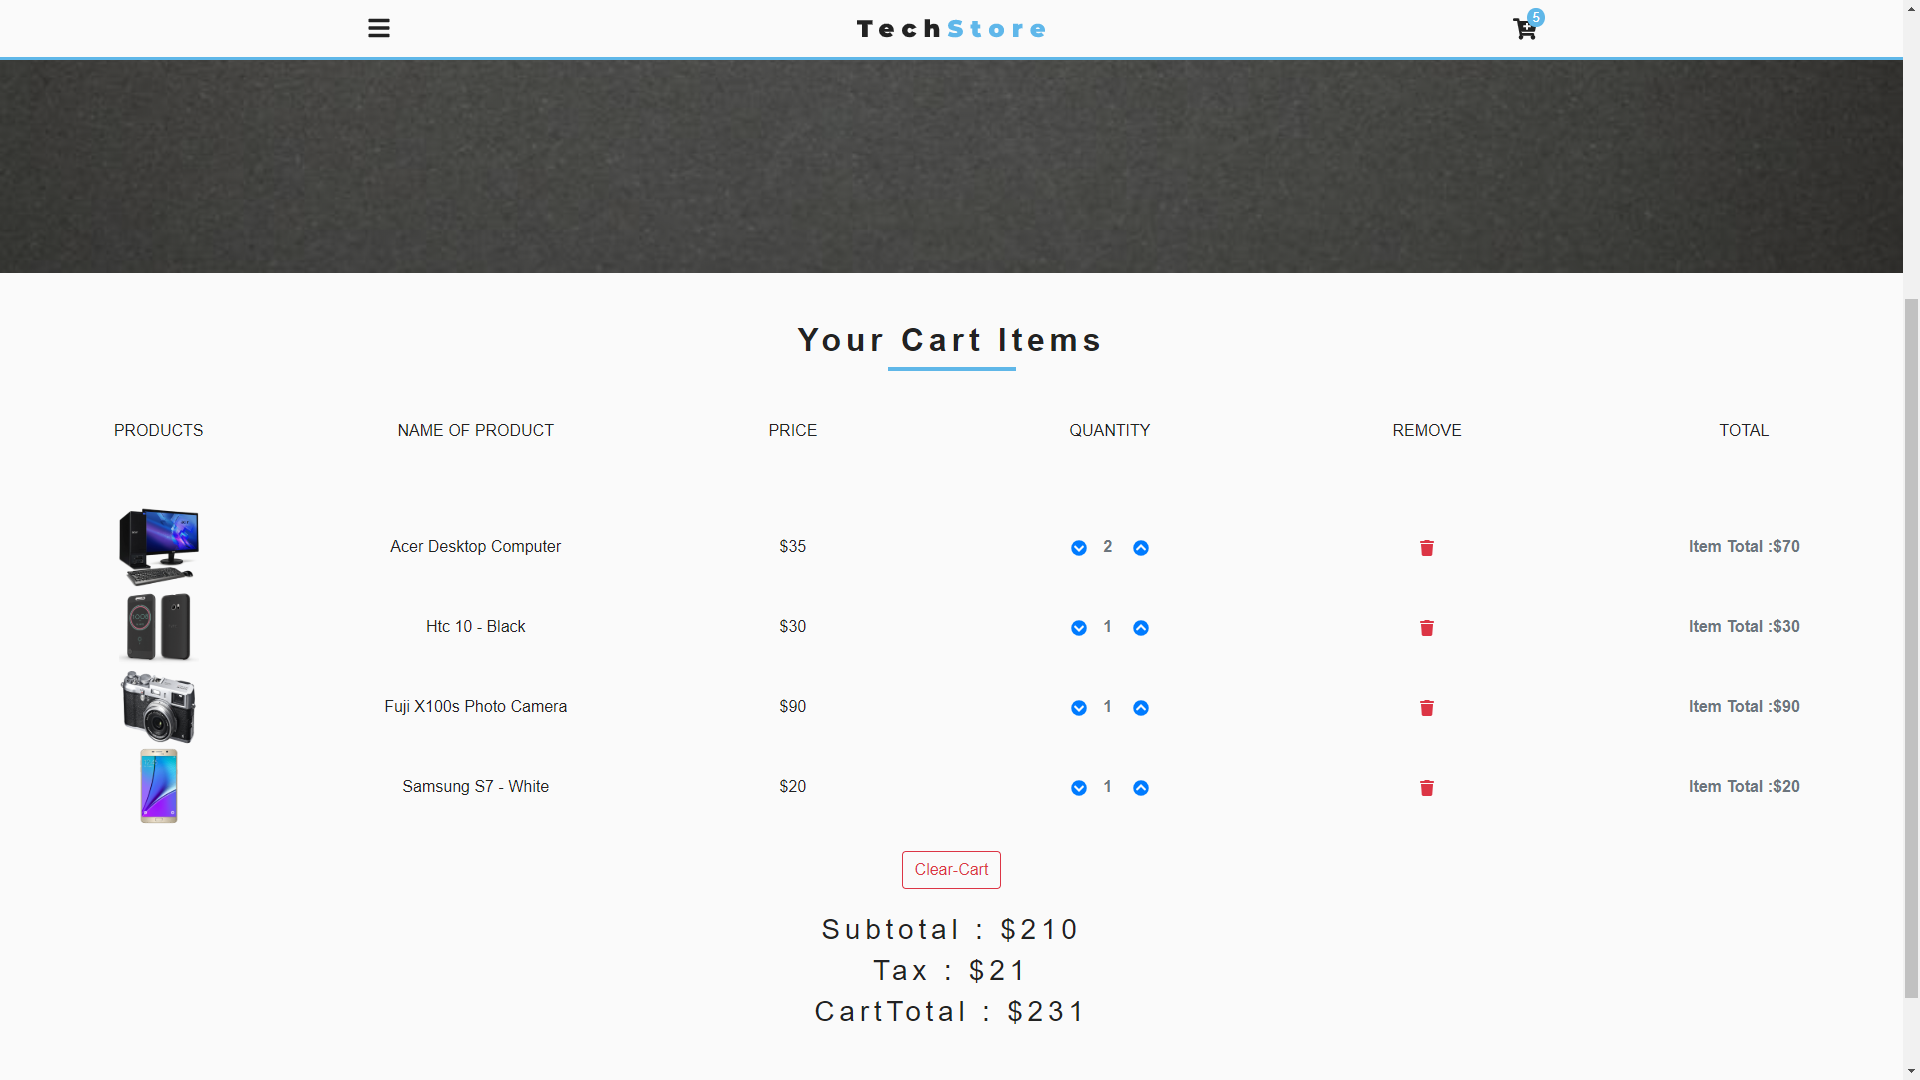 TechStore
5
Your Cart Items
PRODUCTS NAME OF PRODUCT PRICE QUANTITY REMOVE TOTAL
Acer Desktop Computer $35 2 Item Total :$70
Htc 10 - Black $30 1 Item Total :$30
Fuji X100s Photo Camera $90 1 Item Total :$90
Samsung S7 - White $20 1 Item Total :$20
Clear-Cart
Subtotal : $210
Tax : $21
CartTotal : $231